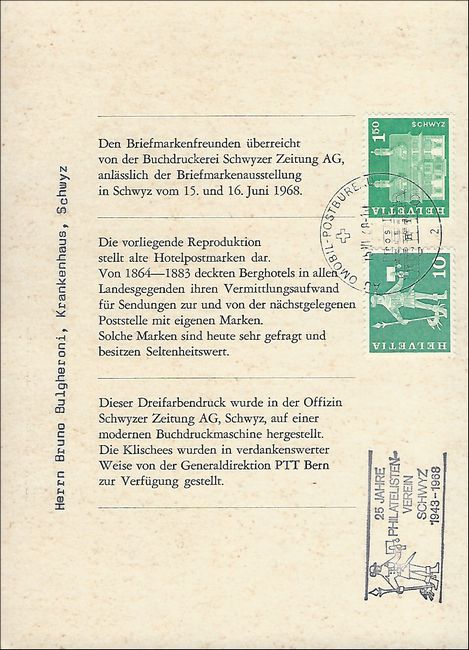 Den Briefmarkenfreunden überreicht
von der Buchdruckerei Schwyzer Zeitung AG,
anlässlich der Briefmarkenausstellung
in Schwyz vom 15. und 16. Juni 1968.
Die vorliegende Reproduktion
stellt alte Hotelpostmarken dar.
Von 1864—1883 deckten Berghotels in allen
Landesgegenden ihren Vermittlungsaufwand
für Sendungen zur und von der nächstgelegenen
Poststelle mit eigenen Marken.
Solche Marken sind heute sehr gefragt und
besitzen Seltenheitswert.
Dieser Dreifarbendruck wurde in der Offizin
Schwyzer Zeitung AG, Schwyz, auf einer
modernen Buchdruckmaschine hergestellt.
Die Klischees wurden in verdankenswerter
Weise von der Generaldirektion PTT Bern
zur Verfügung gestellt.
Herrn Bruno Bulgheroni, Krankenhaus, Schwyz
1.50
SCHWYZ
HELVETIA
10
HELVETIA
OMOBIL-POSTBUREAU
2
25 JAHRE
PHILATELISTEN-
VEREIN
SCHWYZ
1943-1968